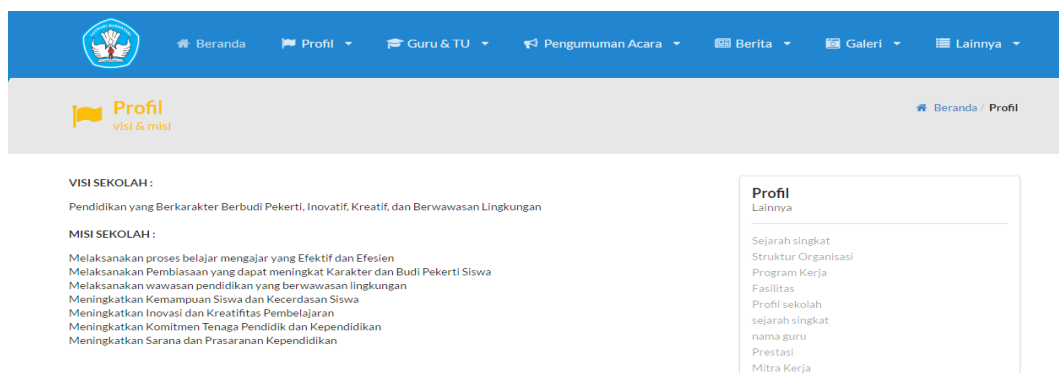 Beranda Profil Guru & TU Pengumuman Acara Berita Galeri Lainnya
Profil
visi & misi
Beranda / Profil
VISI SEKOLAH :
Pendidikan yang Berkarakter Berbudi Pekerti, Inovatif, Kreatif, dan Berwawasan Lingkungan
MISI SEKOLAH :
Melaksanakan proses belajar mengajar yang Efektif dan Efesien
Melaksanakan Pembiasaan yang dapat meningkat Karakter dan Budi Pekerti Siswa
Melaksanakan wawasan pendidikan yang berwawasan lingkungan
Meningkatkan Kemampuan Siswa dan Kecerdasan Siswa
Meningkatkan Inovasi dan Kreatifitas Pembelajaran
Meningkatkan Komitmen Tenaga Pendidik dan Kependidikan
Meningkatkan Sarana dan Prasaranan Kependidikan
Profil
Lainnya
Sejarah singkat
Struktur Organisasi
Program Kerja
Fasilitas
Profil sekolah
sejarah singkat
nama guru
Prestasi
Mitra Kerja